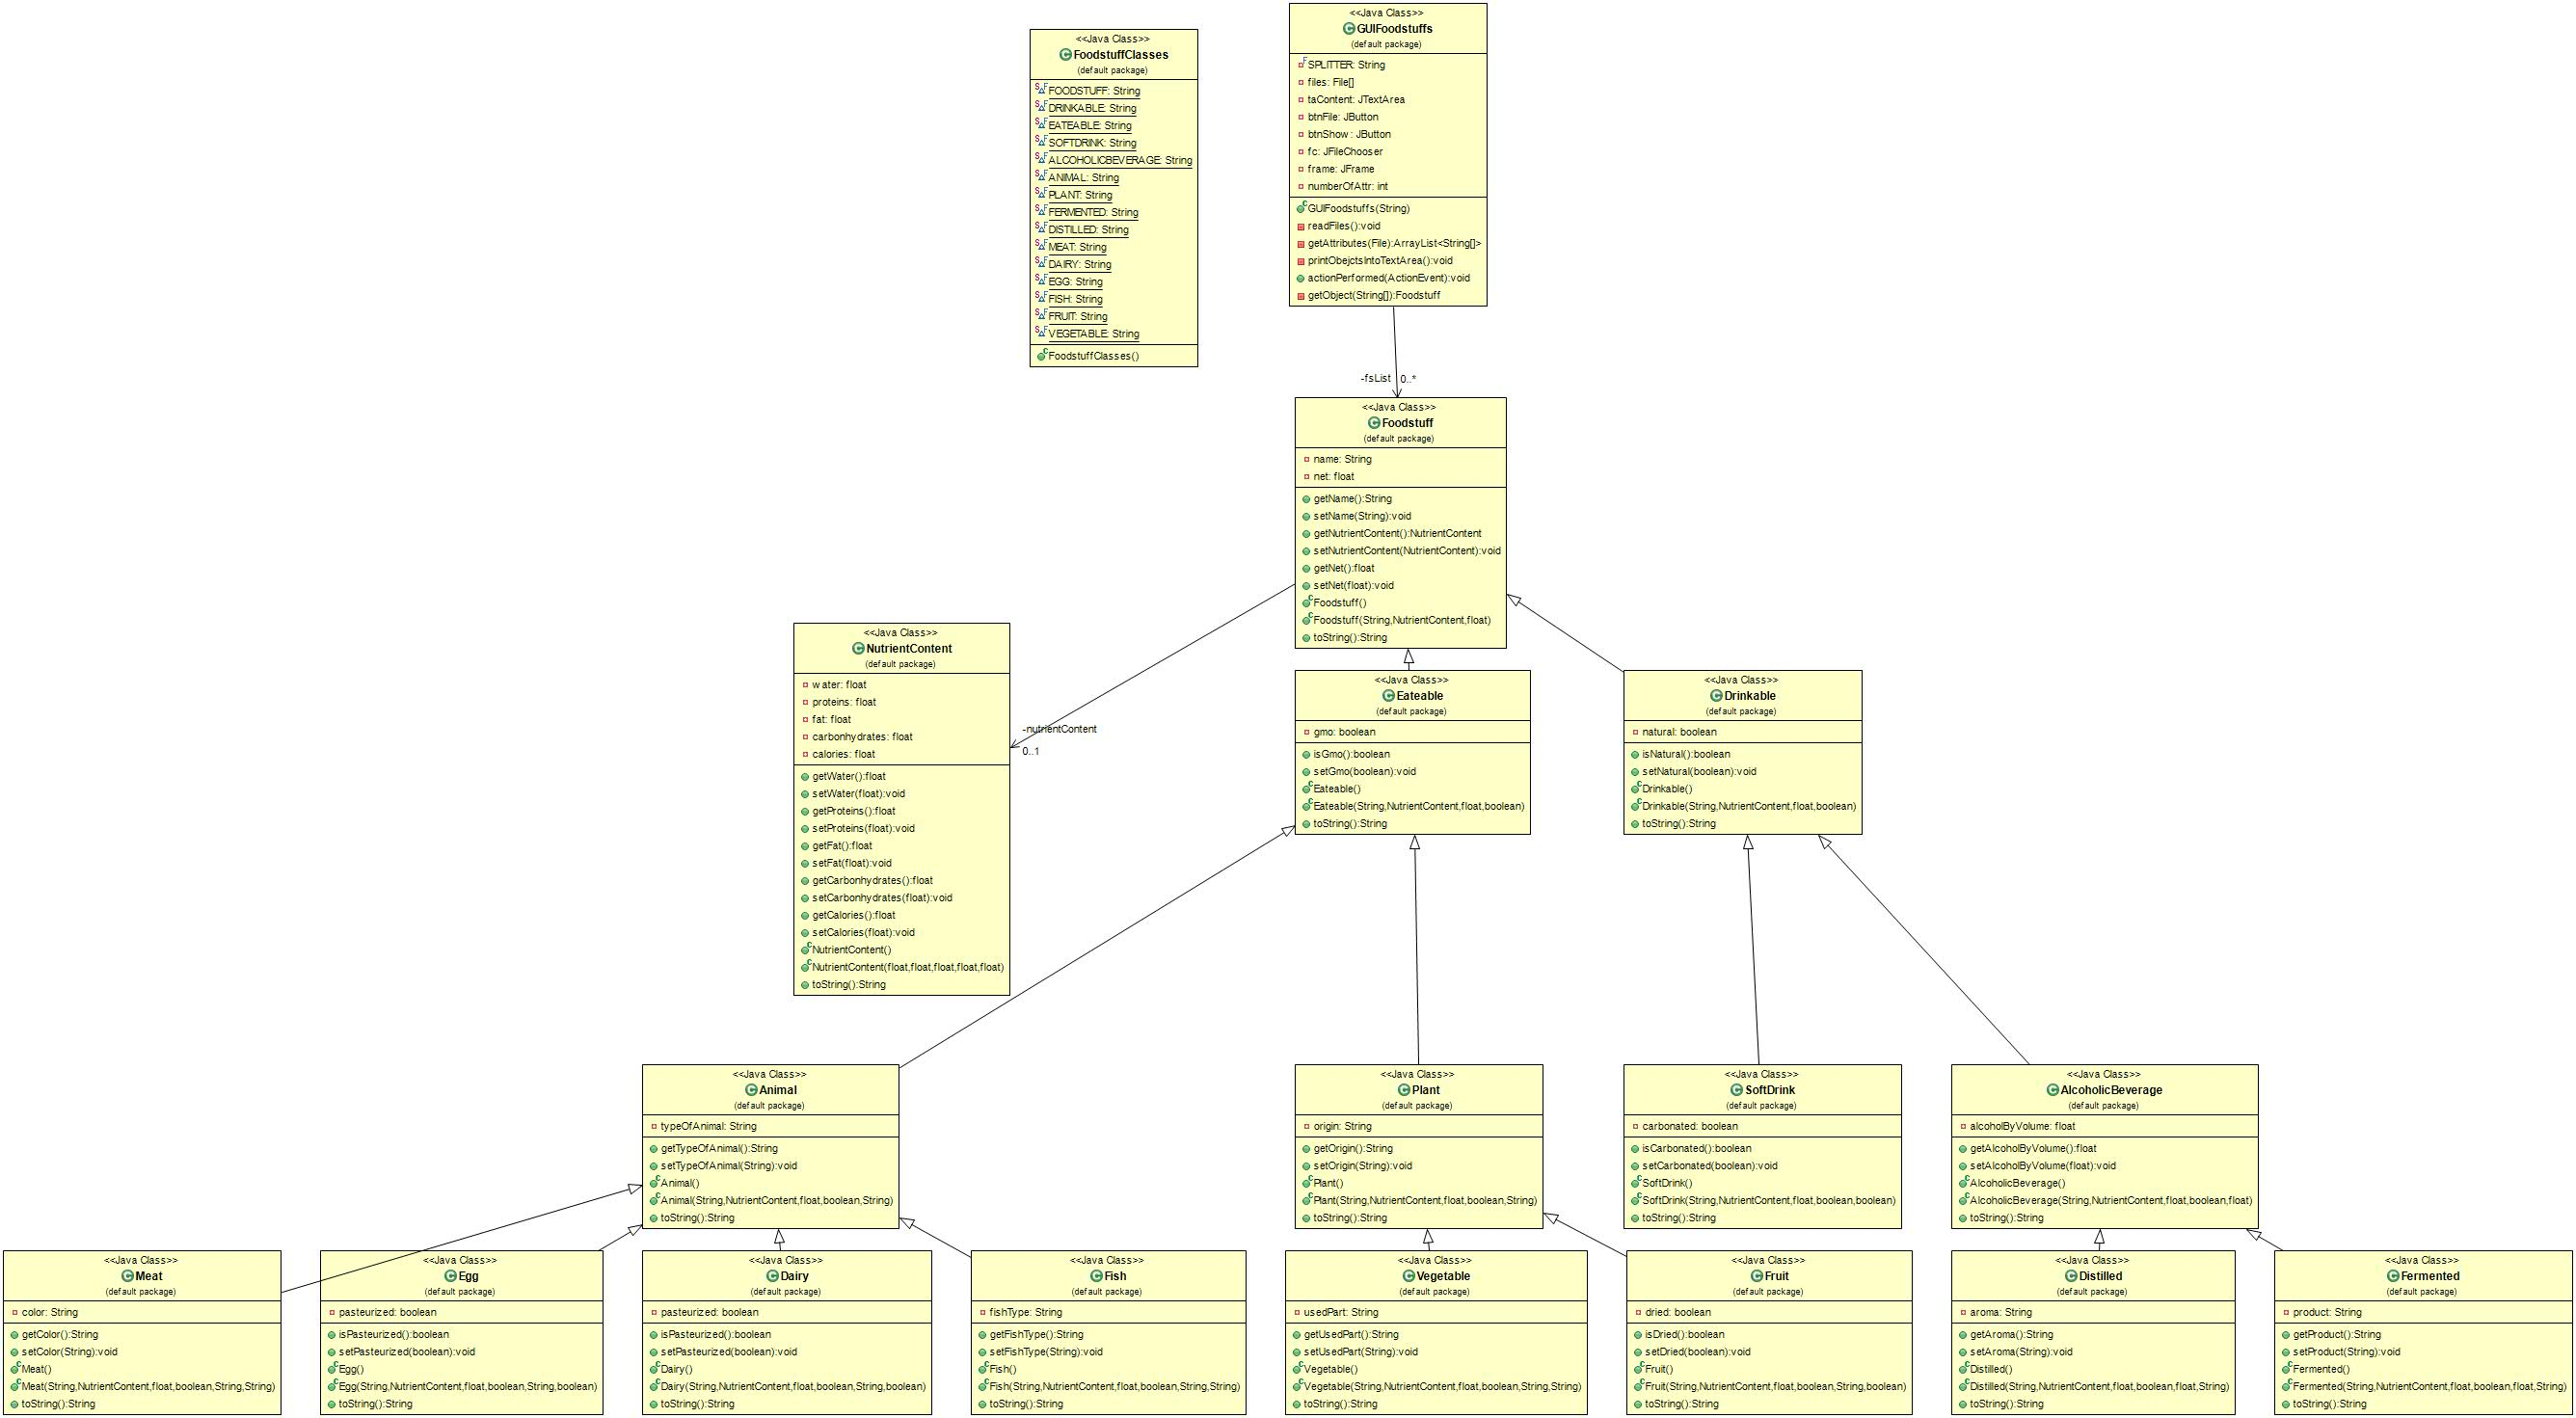 <<Java Class>>
FoodstuffClasses
(default package)
FOODSTUFF: String
DRINKABLE: String
EATEABLE: String
SOFTDRINK: String
ALCOHOLICBEVERAGE: String
ANIMAL: String
PLANT: String
FERMENTED: String
DISTILLED: String
MEAT: String
DAIRY: String
EGG: String
FISH: String
FRUIT: String
VEGETABLE: String
FoodstuffClasses()
<<Java Class>>
GUIFoodstuffs
(default package)
SPLITTER: String
files: File[]
taContent: JTextArea
btnFile: JButton
btnShow: JButton
fc: JFileChooser
frame: JFrame
numberOfAttr: int
GUIFoodstuffs(String)
readFiles():void
getAttributes(File):ArrayList<String[]>
printObejctsIntoTextArea():void
actionPerformed(ActionEvent):void
getObject(String[]):Foodstuff
-fsList
0..*
<<Java Class>>
Foodstuff
(default package)
name: String
net: float
getName():String
setName(String):void
getNutrientContent():NutrientContent
setNutrientContent(NutrientContent):void
getNet():float
setNet(float):void
Foodstuff()
Foodstuff(String,NutrientContent,float)
toString():String
<<Java Class>>
NutrientContent
(default package)
water: float
proteins: float
fat: float
carbonhydrates: float
calories: float
getWater():float
setWater(float):void
getProteins():float
setProteins(float):void
getFat():float
setFat(float):void
getCarbonhydrates():float
setCarbonhydrates(float):void
getCalories():float
setCalories(float):void
NutrientContent()
NutrientContent(float,float,float,float,float)
toString():String
-nutrientContent
0..1
<<Java Class>>
Eateable
(default package)
gmo: boolean
isGmo():boolean
setGmo(boolean):void
Eateable()
Eateable(String,NutrientContent,float,boolean)
toString():String
<<Java Class>>
Drinkable
(default package)
natural: boolean
isNatural():boolean
setNatural(boolean):void
Drinkable()
Drinkable(String,NutrientContent,float,boolean)
toString():String
<<Java Class>>
Animal
(default package)
typeOfAnimal: String
getTypeOfAnimal():String
setTypeOfAnimal(String):void
Animal()
Animal(String,NutrientContent,float,boolean,String)
toString():String
<<Java Class>>
Plant
(default package)
origin: String
getOrigin():String
setOrigin(String):void
Plant()
Plant(String,NutrientContent,float,boolean,String)
toString():String
<<Java Class>>
SoftDrink
(default package)
carbonated: boolean
isCarbonated():boolean
setCarbonated(boolean):void
SoftDrink()
SoftDrink(String,NutrientContent,float,boolean,boolean)
toString():String
<<Java Class>>
AlcoholicBeverage
(default package)
alcoholByVolume: float
getAlcoholByVolume():float
setAlcoholByVolume(float):void
AlcoholicBeverage()
AlcoholicBeverage(String,NutrientContent,float,boolean,float)
toString():String
<<Java Class>>
Meat
(default package)
color: String
getColor():String
setColor(String):void
Meat()
Meat(String,NutrientContent,float,boolean,String,String)
toString():String
<<Java Class>>
Egg
(default package)
pasteurized: boolean
isPasteurized():boolean
setPasteurized(boolean):void
Egg()
Egg(String,NutrientContent,float,boolean,String,boolean)
toString():String
<<Java Class>>
Dairy
(default package)
pasteurized: boolean
isPasteurized():boolean
setPasteurized(boolean):void
Dairy()
Dairy(String,NutrientContent,float,boolean,String,boolean)
toString():String
<<Java Class>>
Fish
(default package)
fishType: String
getFishType():String
setFishType(String):void
Fish()
Fish(String,NutrientContent,float,boolean,String,String)
toString():String
<<Java Class>>
Vegetable
(default package)
usedPart: String
getUsedPart():String
setUsedPart(String):void
Vegetable()
Vegetable(String,NutrientContent,float,boolean,String,String)
toString():String
<<Java Class>>
Fruit
(default package)
dried: boolean
isDried():boolean
setDried(boolean):void
Fruit()
Fruit(String,NutrientContent,float,boolean,String,boolean)
toString():String
<<Java Class>>
Distilled
(default package)
aroma: String
getAroma():String
setAroma(String):void
Distilled()
Distilled(String,NutrientContent,float,boolean,float,String)
toString():String
<<Java Class>>
Fermented
(default package)
product: String
getProduct():String
setProduct(String):void
Fermented()
Fermented(String,NutrientContent,float,boolean,float,String)
toString():String